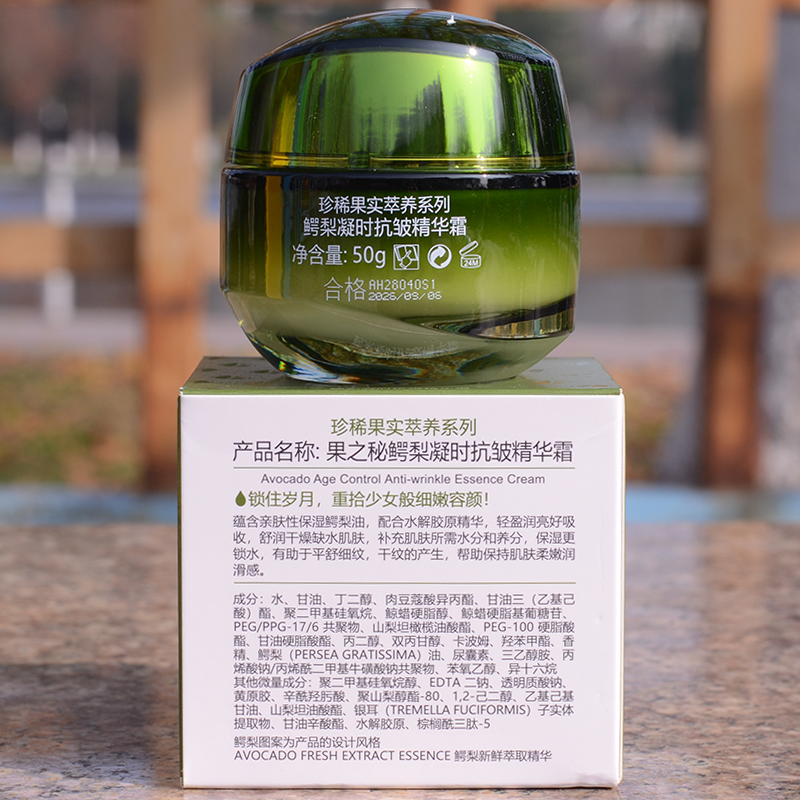 珍稀果实萃养系列
鳄梨凝时抗皱精华霜
净含量: 50g
24M
合格 AH28040S1
2026/09/06
珍稀果实萃养系列
产品名称: 果之秘鳄梨凝时抗皱精华霜
Avocado Age Control Anti-wrinkle Essence Cream
锁住岁月，重拾少女般细嫩容颜！
蕴含亲肤性保湿鳄梨油，配合水解胶原精华，轻盈润亮好吸
收，舒润干燥缺水肌肤，补充肌肤所需水分和养分，保湿更
锁水，有助于平舒细纹，干纹的产生，帮助保持肌肤柔嫩润
滑感。
成分：水、甘油、丁二醇、肉豆蔻酸异丙酯、甘油三（乙基己
酸）酯、聚二甲基硅氧烷、鲸蜡硬脂醇、鲸蜡硬脂基葡糖苷、
PEG/PPG-17/6 共聚物、山梨坦橄榄油酸酯、PEG-100 硬脂酸
酯、甘油硬脂酸酯、丙二醇、双丙甘醇、卡波姆、羟苯甲酯、香
精、鳄梨 (PERSEA GRATISSIMA) 油、尿囊素、三乙醇胺、丙
烯酸钠/丙烯酰二甲基牛磺酸钠共聚物、苯氧乙醇、异十六烷
其他微量成分：聚二甲基硅氧烷醇、EDTA 二钠、透明质酸钠、
黄原胶、辛酰羟肟酸、聚山梨醇酯-80、1,2-己二醇、乙基己基
甘油、山梨坦油酸酯、银耳（TREMELLA FUCIFORMIS）子实体
提取物、甘油辛酸酯、水解胶原、棕榈酰三肽-5
鳄梨图案为产品的设计风格
AVOCADO FRESH EXTRACT ESSENCE 鳄梨新鲜萃取精华